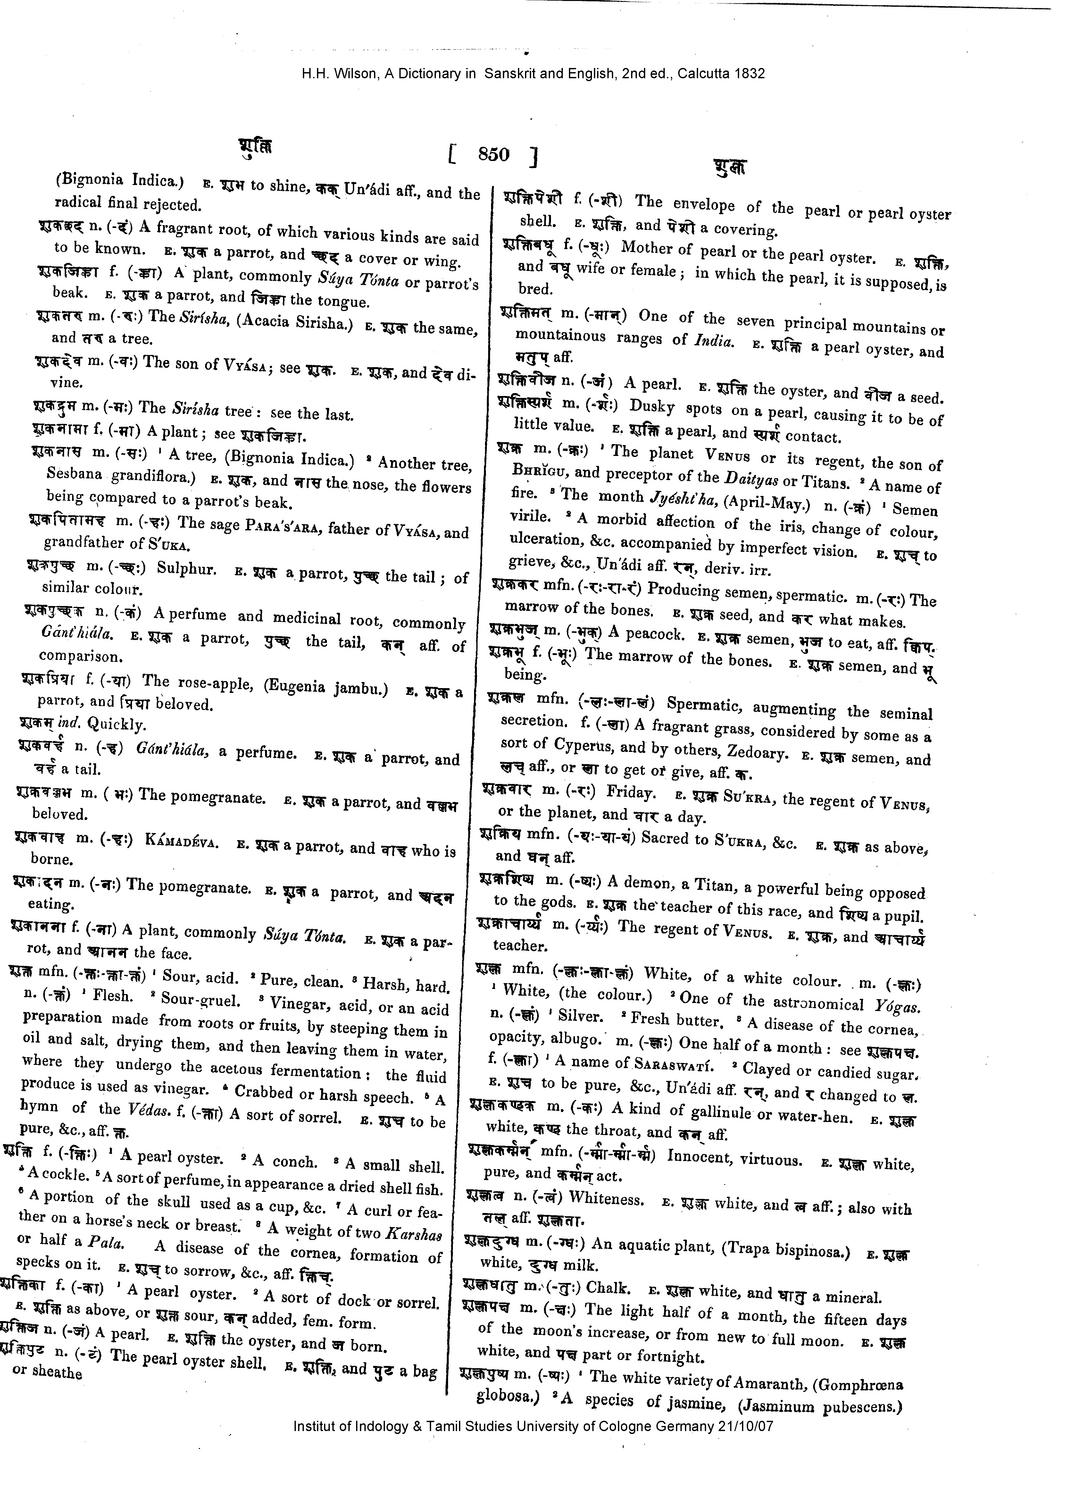 H.H. Wilson, A Dictionary in Sanskrit and English, 2nd ed., Calcutta 1832
शुक्ति
[ 850 ]
शुक्ल
(Bignonia Indica.) E. शुभ to shine, कक् Un'ádi aff., and the
radical final rejected.
शुकच्छद n. (-दं) A fragrant root, of which various kinds are said
to be known. E. शुक a parrot, and च्छद a cover or wing.
शुकजिह्वा f. (-ह्वा) A plant, commonly Súya Tónta or parrot's
beak. E. शुक a parrot, and जिह्वा the tongue.
शुकतरु m. (-रुः) The Sirísha, (Acacia Sirisha.) E. शुक the same,
and तरु a tree.
शुकदेव m. (-वः) The son of VYÁSA; see शुक. E. शुक, and देव di-
vine.
शुकद्रुम m. (-मः) The Sirísha tree: see the last.
शुकनामा f. (-मा) A plant; see शुकजिह्वा.
शुकनास m. (-सः) ¹ A tree, (Bignonia Indica.) ² Another tree,
Sesbana grandiflora.) E. शुक, and नास the nose, the flowers
being compared to a parrot's beak.
शुकपितामह m. (-हः) The sage PARA'S'ARA, father of VYÁSA, and
grandfather of S'UKA.
शुकपुच्छ m. (-च्छः) Sulphur. E. शुक a parrot, पुच्छ the tail; of
similar colour.
शुकपुच्छक n. (-कं) A perfume and medicinal root, commonly
Gánt'hiála. E. शुक a parrot, पुच्छ the tail, कन् aff. of
comparison.
शुकप्रिया f. (-या) The rose-apple, (Eugenia jambu.) E. शुक a
parrot, and प्रिया beloved.
शुकम् ind. Quickly.
शुकवर्ह n. (-र्ह) Gánt'hiála, a perfume. E. शुक a parrot, and
वर्ह a tail.
शुकवल्लभ m. ( भः) The pomegranate. E. शुक a parrot, and वल्लभ
beloved.
शुकवाह m. (-हः) KÁMADÉVA. E. शुक a parrot, and वाह who is
borne.
शुकादन m. (-नः) The pomegranate. E. शुक a parrot, and अदन
eating.
शुकानना f. (-ना) A plant, commonly Súya Tónta. E. शुक a par-
rot, and आनन the face.
शुक्त mfn. (-क्तः-क्ता-क्तं) ¹ Sour, acid. ² Pure, clean. ³ Harsh, hard.
n. (-क्तं) ¹ Flesh. ² Sour-gruel. ³ Vinegar, acid, or an acid
preparation made from roots or fruits, by steeping them in
oil and salt, drying them, and then leaving them in water,
where they undergo the acetous fermentation: the fluid
produce is used as vinegar. ⁴ Crabbed or harsh speech. ⁵ A
hymn of the Védas. f. (-क्ता) A sort of sorrel. E. शुच to be
pure, &c., aff. क्त.
शुक्ति f. (-क्तिः) ¹ A pearl oyster. ² A conch. ³ A small shell.
⁴ A cockle. ⁵ A sort of perfume, in appearance a dried shell fish.
⁶ A portion of the skull used as a cup, &c. ⁷ A curl or fea-
ther on a horse's neck or breast. ⁸ A weight of two Karshas
or half a Pala. A disease of the cornea, formation of
specks on it. E. शुच् to sorrow, &c., aff. क्तिच्.
शुक्तिका f. (-का) ¹ A pearl oyster. ² A sort of dock or sorrel.
E. शुक्ति as above, or शुक्त sour, कन् added, fem. form.
शुक्तिज n. (-जं) A pearl. E. शुक्ति the oyster, and ज born.
शुक्तिपुट n. (-टं) The pearl oyster shell. E. शुक्ति, and पुट a bag
or sheathe
शुक्तिपेशी f. (-शी) The envelope of the pearl or pearl oyster
shell. E. शुक्ति, and पेशी a covering.
शुक्तिबधू f. (-धूः) Mother of pearl or the pearl oyster. E. शुक्ति,
and बधू wife or female; in which the pearl, it is supposed, is
bred.
शुक्तिमत् m. (-मान्) One of the seven principal mountains or
mountainous ranges of India. E. शुक्ति a pearl oyster, and
मतुप् aff.
शुक्तिवीज n. (-जं) A pearl. E. शुक्ति the oyster, and वीज a seed.
शुक्तिस्पर्श m. (-र्शः) Dusky spots on a pearl, causing it to be of
little value. E. शुक्ति a pearl, and स्पर्श contact.
शुक्र m. (-क्रः) ¹ The planet VENUS or its regent, the son of
BHRĬGU, and preceptor of the Daityas or Titans. ² A name of
fire. ³ The month Jyésht'ha, (April-May.) n. (-क्रं) ¹ Semen
virile. ² A morbid affection of the iris, change of colour,
ulceration, &c. accompanied by imperfect vision. E. शुच् to
grieve, &c., Un'ádi aff. रन्, deriv. irr.
शुक्रकर mfn. (-रः-रा-रं) Producing semen, spermatic. m. (-रः) The
marrow of the bones. E. शुक्र seed, and कर what makes.
शुक्रभुज् m. (-भुक्) A peacock. E. शुक्र semen, भुज to eat, aff. क्विप्.
शुक्रभू f. (-भूः) The marrow of the bones. E. शुक्र semen, and भू
being.
शुक्रल mfn. (-लः-ला-लं) Spermatic, augmenting the seminal
secretion. f. (-ला) A fragrant grass, considered by some as a
sort of Cyperus, and by others, Zedoary. E. शुक्र semen, and
लच् aff., or ला to get or give, aff. क.
शुक्रवार m. (-रः) Friday. E. शुक्र SU'KRA, the regent of VENUS,
or the planet, and वार a day.
शुक्रिय mfn. (-यः-या-यं) Sacred to S'UKRA, &c. E. शुक्र as above,
and घन् aff.
शुक्रशिष्य m. (-ष्यः) A demon, a Titan, a powerful being opposed
to the gods. E. शुक्र the teacher of this race, and शिष्य a pupil.
शुक्राचार्य्य m. (-र्य्यः) The regent of VENUS. E. शुक्र, and आचार्य्य
teacher.
शुक्ल mfn. (-क्लः-क्ला-क्लं) White, of a white colour. m. (-क्लः)
¹ White, (the colour.) ² One of the astronomical Yógas.
n. (-क्लं) ¹ Silver. ² Fresh butter. ³ A disease of the cornea,
opacity, albugo. m. (-क्लः) One half of a month: see शुक्लपक्ष.
f. (-क्ला) ¹ A name of SARASWATÍ. ² Clayed or candied sugar.
E. शुच to be pure, &c., Un'ádi aff. रन्, and र changed to ल.
शुक्लकण्ठक m. (-कः) A kind of gallinule or water-hen. E. शुक्ल
white, कण्ठ the throat, and कन् aff.
शुक्लकर्म्मन् mfn. (-र्म्मा-र्म्मा-र्म्म) Innocent, virtuous. E. शुक्ल white,
pure, and कर्म्मन् act.
शुक्लत्व n. (-त्वं) Whiteness. E. शुक्ल white, and त्व aff.; also with
तल् aff. शुक्लता.
शुक्लदुग्ध m. (-ग्धः) An aquatic plant, (Trapa bispinosa.) E. शुक्ल
white, दुग्ध milk.
शुक्लधातु m. (-तुः) Chalk. E. शुक्ल white, and धातु a mineral.
शुक्लपक्ष m. (-क्षः) The light half of a month, the fifteen days
of the moon's increase, or from new to full moon. E. शुक्ल
white, and पक्ष part or fortnight.
शुक्लपुष्प m. (-ष्पः) ¹ The white variety of Amaranth, (Gomphrœna
globosa.) ² A species of jasmine, (Jasminum pubescens.)
Institut of Indology & Tamil Studies University of Cologne Germany 21/10/07